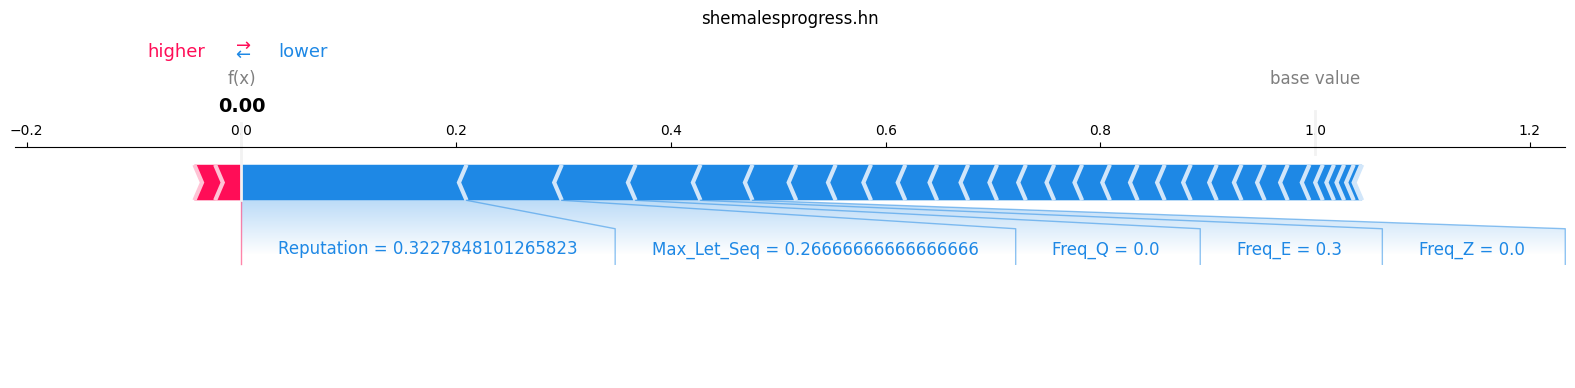 shemalesprogress.hn
higher ⇄ lower
f(x) base value
0.00
−0.2 0 0 0.2 0.4 0.6 0.8 1 0 1.2
Reputation = 0.3227848101265823 Max_Let_Seq = 0.26666666666666666 Freq_Q = 0.0 Freq_E = 0.3 Freq_Z = 0.0